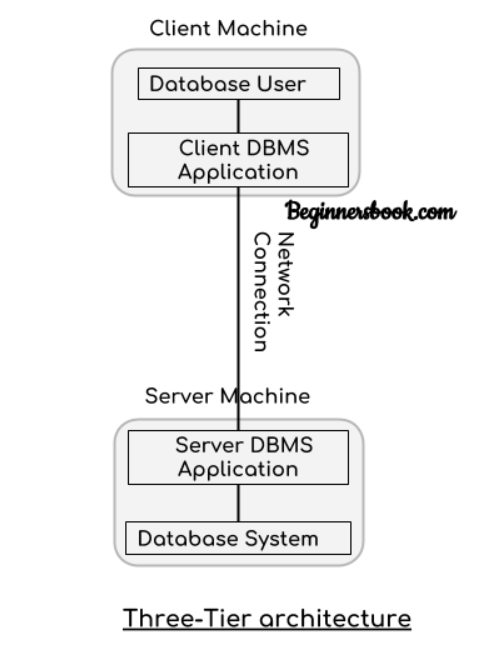 Client Machine
Database User
Client DBMS
Application
Beginnersbook.com
Network
Connection
Server Machine
Server DBMS
Application
Database System
Three-Tier architecture